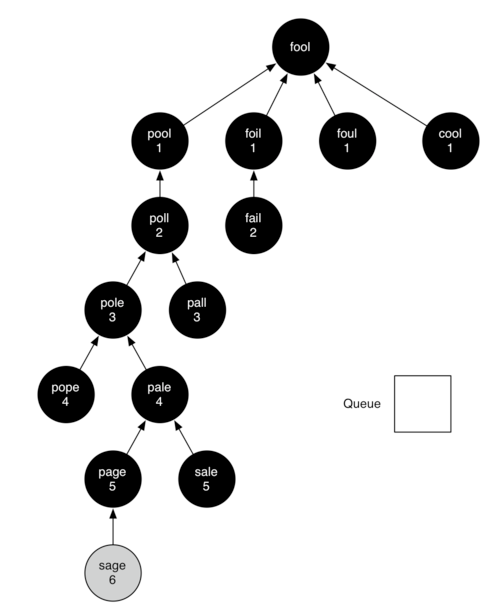 fool
pool
1
foil
1
foul
1
cool
1
poll
2
fail
2
pole
3
pall
3
pope
4
pale
4
Queue
page
5
sale
5
sage
6